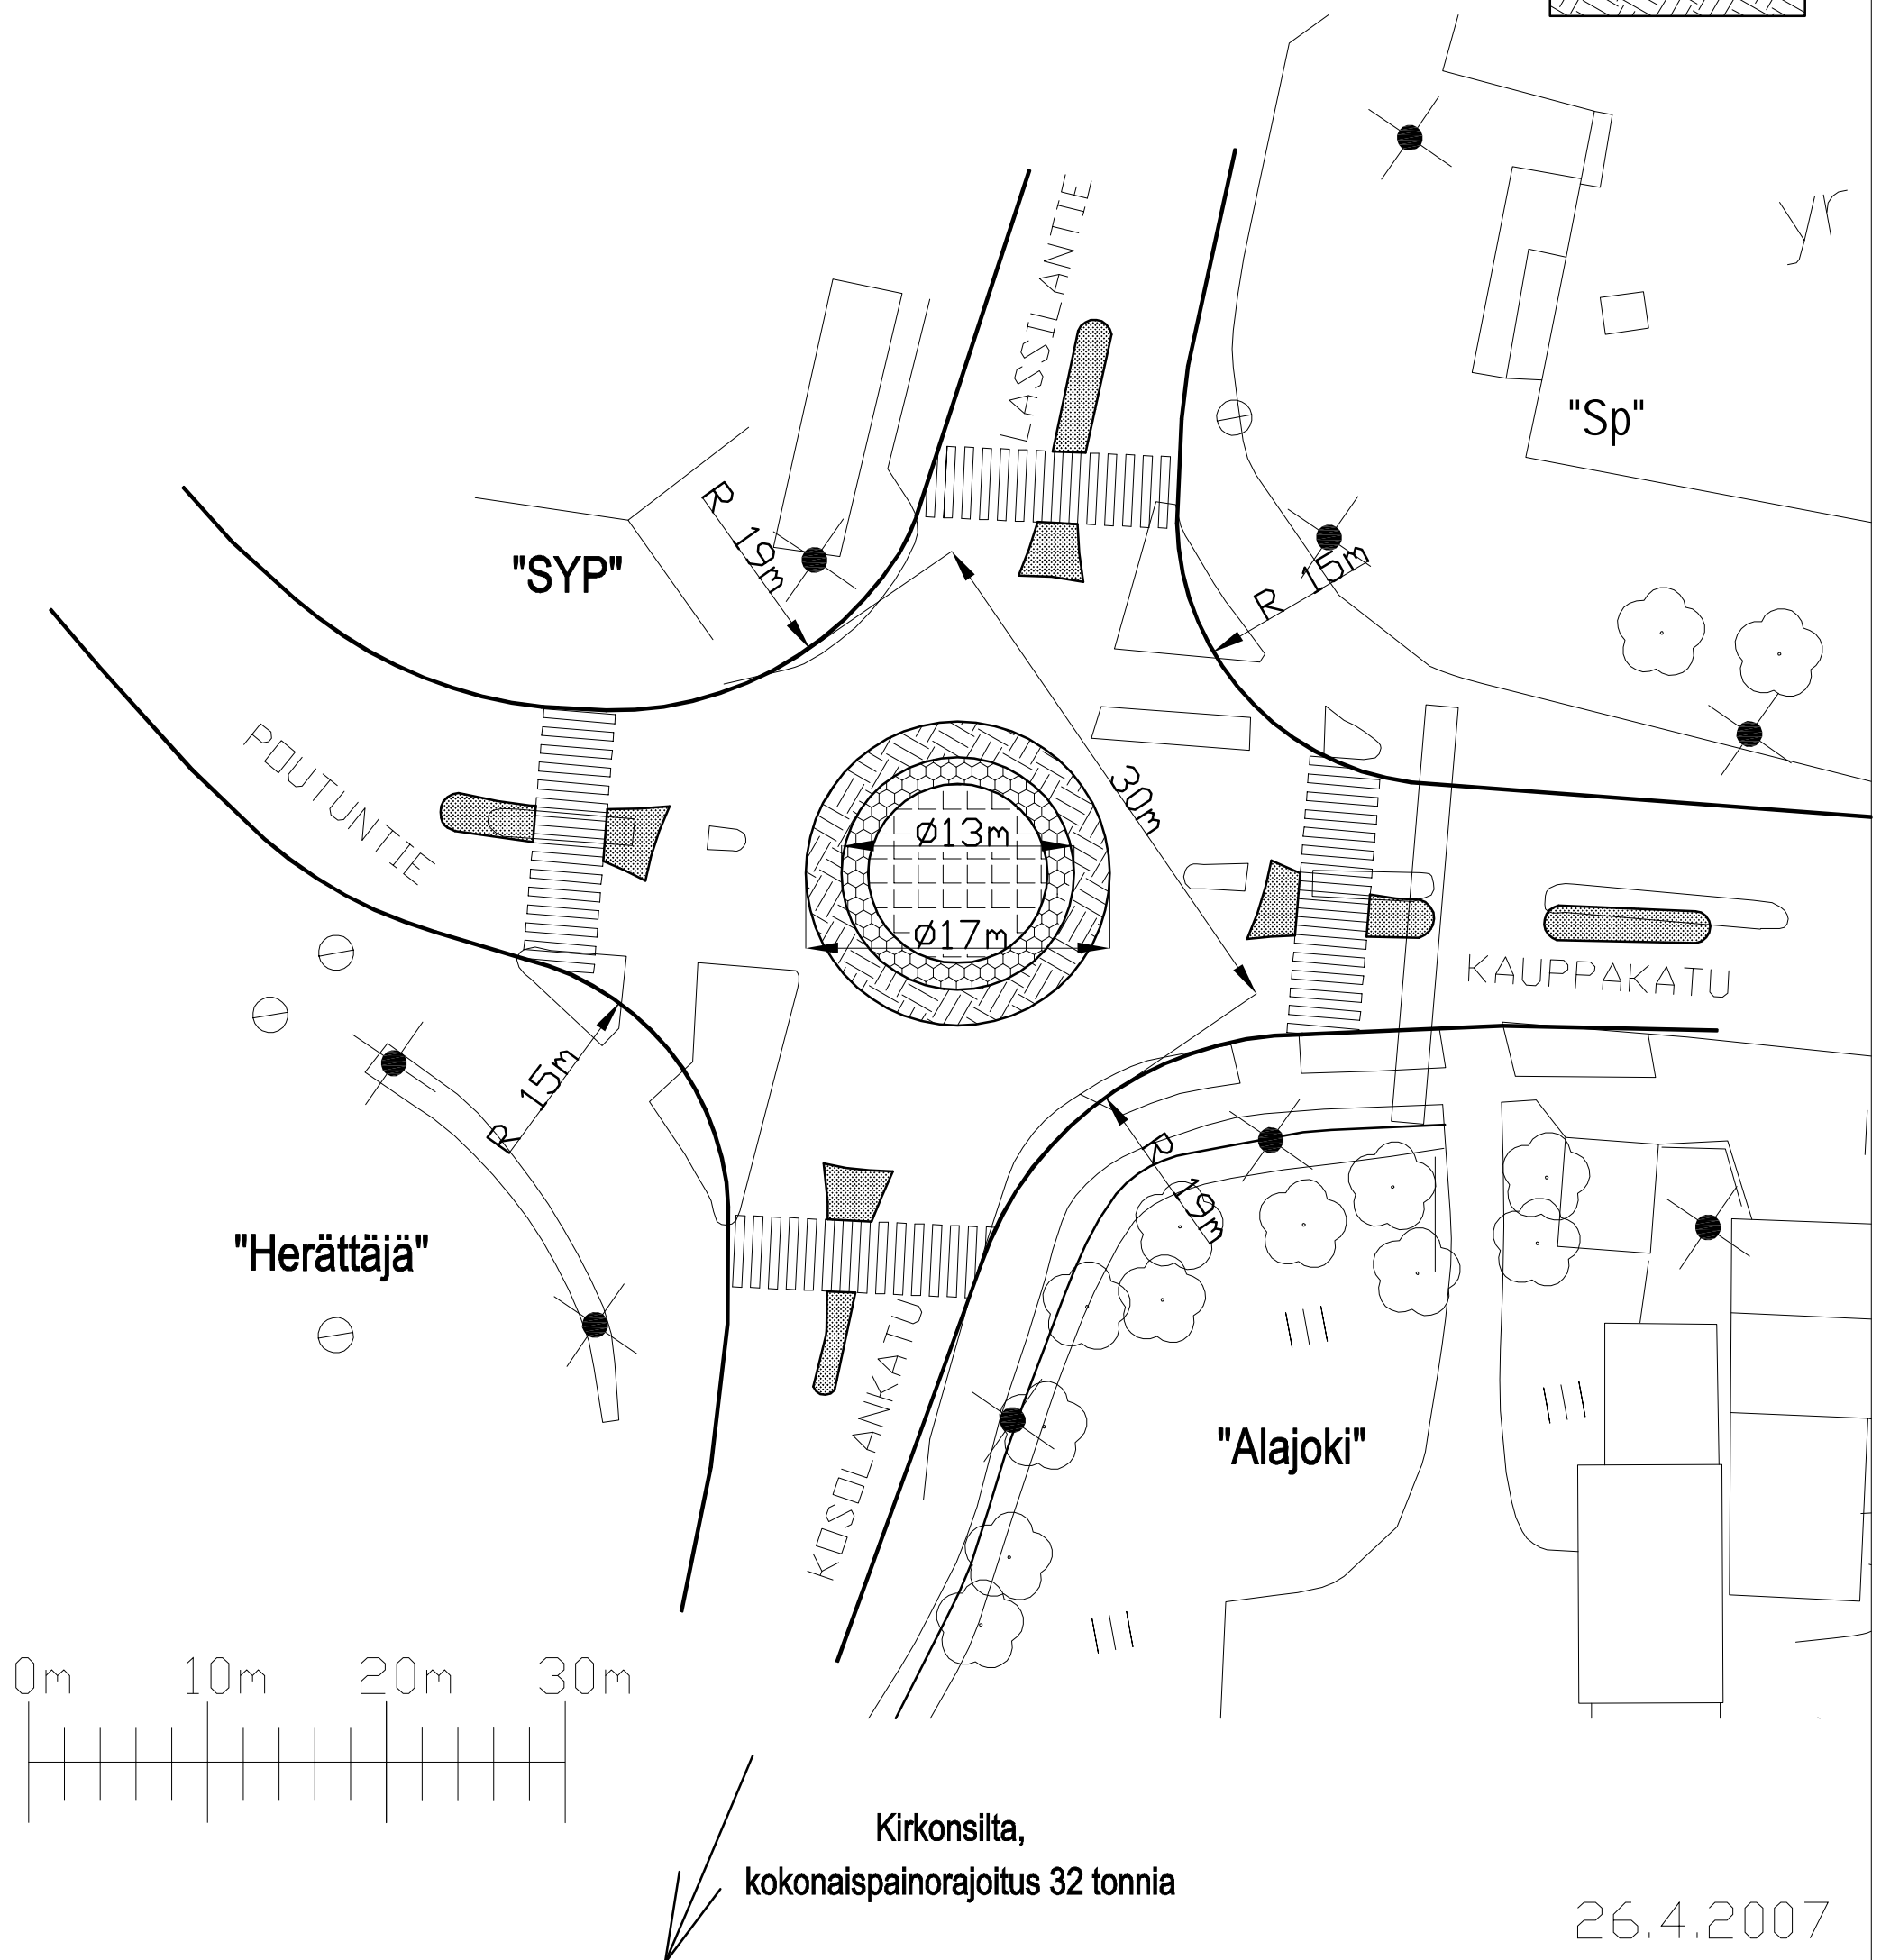 yr
LASSILANTIE
"Sp"
R 19m
"SYP"
R 15m
POUTUNTIE
30m
Ø13m
Ø17m
KAUPPAKATU
R 15m
R 19m
"Herättäjä"
KOSOLANKATU
"Alajoki"
0m 10m 20m 30m
Kirkonsilta,
kokonaispainorajoitus 32 tonnia
26.4.2007